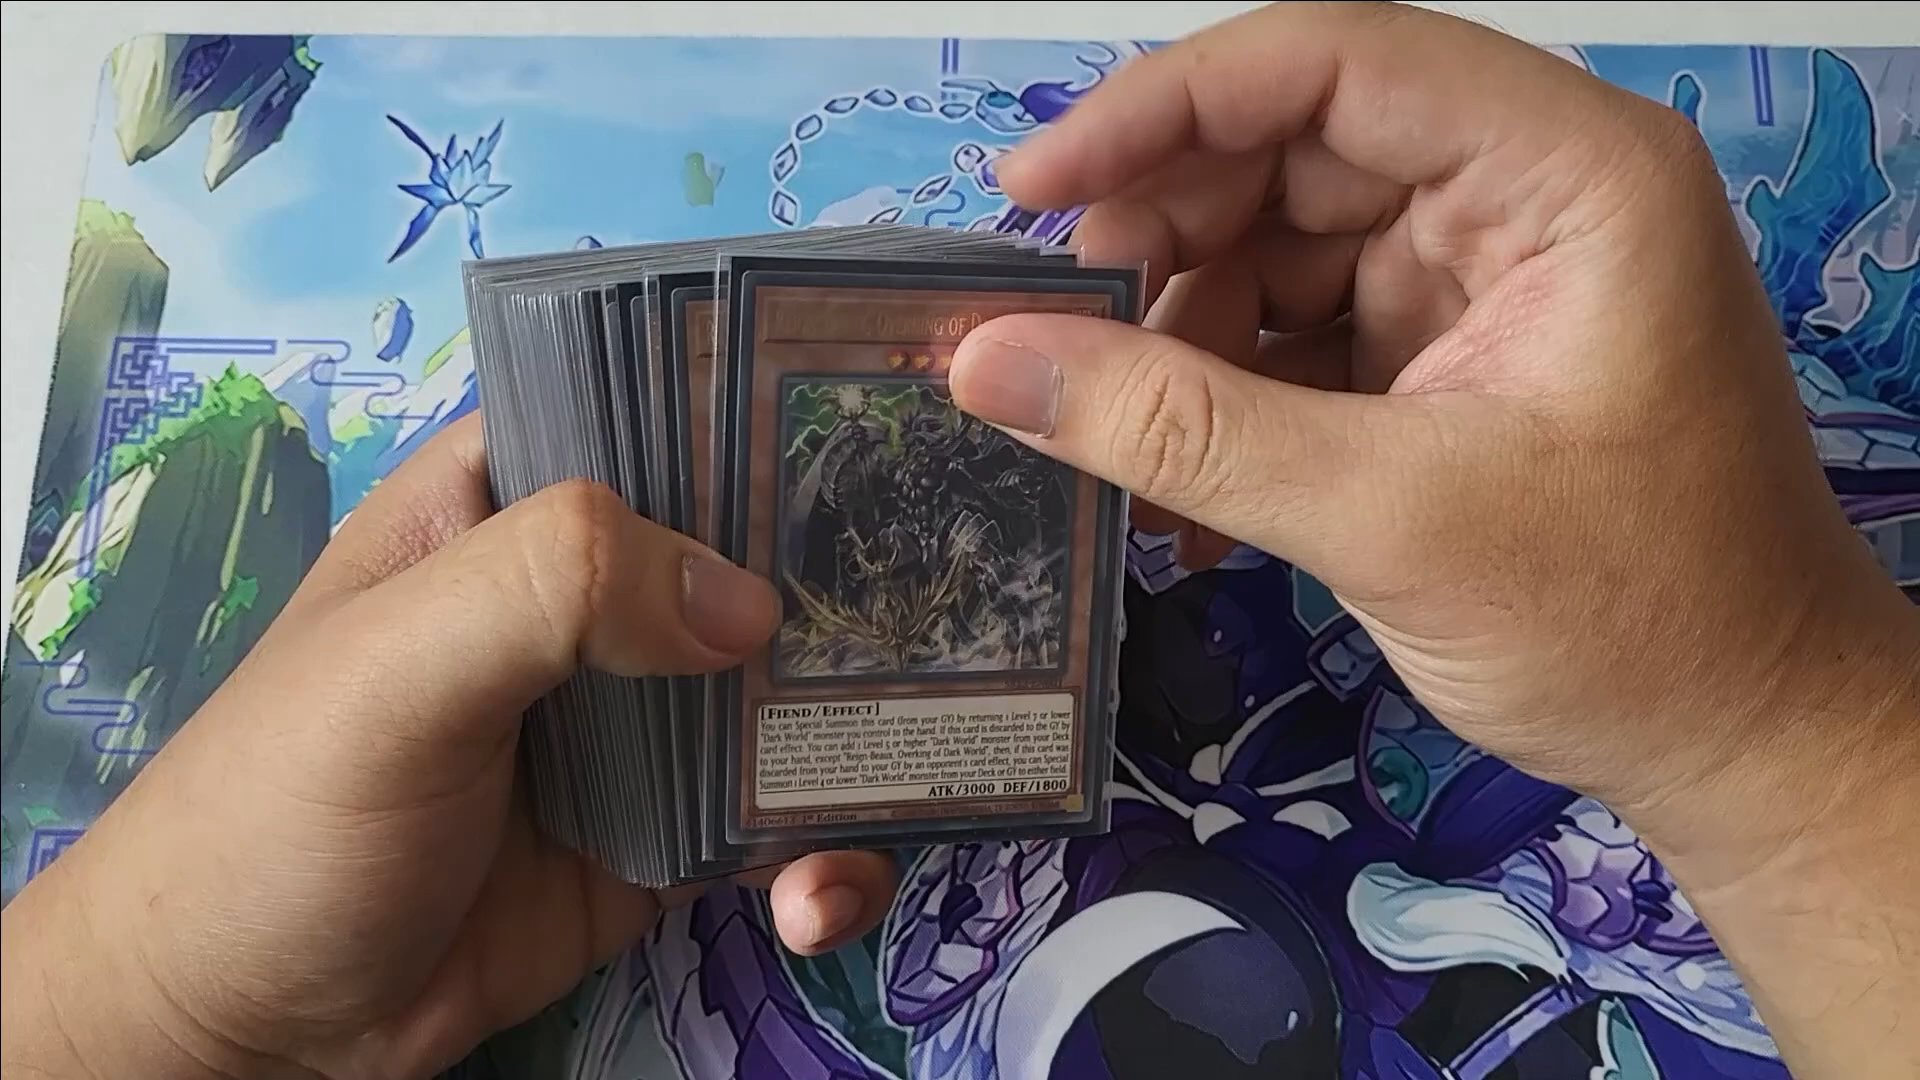 Overking of D
[Fiend/Effect]
You can Special Summon this card (from your GY) by returning 1 Level 7 or lower
"Dark World" monster you control to the hand. If this card is discarded to the GY by
card effect: You can add 1 Level 5 or higher "Dark World" monster from your Deck
to your hand, except "Reign-Beaux, Overking of Dark World", then, if this card was
discarded from your hand to your GY by an opponent's card effect, you can Special
Summon 1 Level 4 or lower "Dark World" monster from your Deck or GY to either field.
ATK/3000 DEF/1800
1st Edition